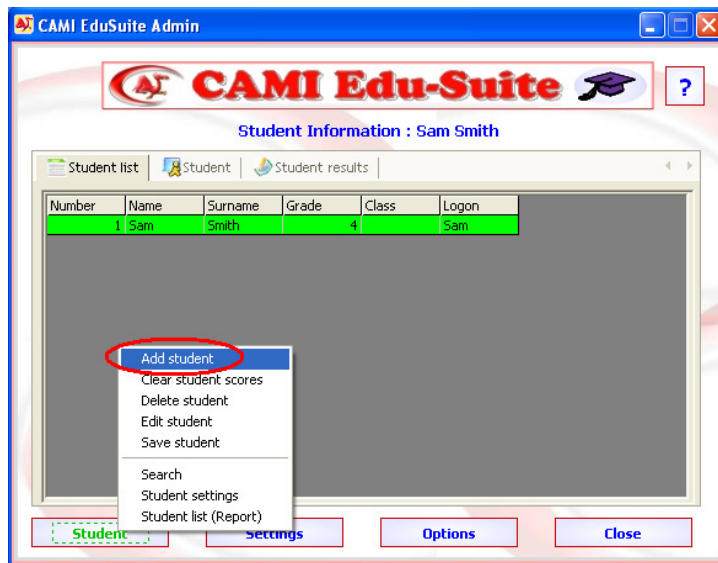 CAMI EduSuite Admin
CAMI Edu-Suite
?
Student Information : Sam Smith
Student list Student Student results
Number Name Surname Grade Class Logon
1 Sam Smith 4 Sam
Add student
Clear student scores
Delete student
Edit student
Save student
Search
Student settings
Student list (Report)
Student Settings Options Close